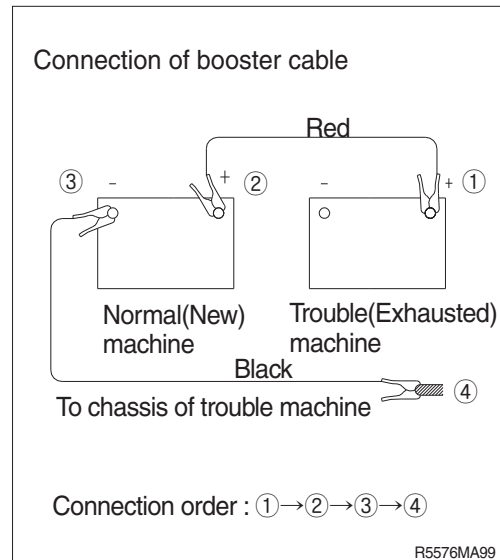 Connection of booster cable
Red
③ - + ② - + ①
Normal(New)
machine
Trouble(Exhausted)
machine
Black
④
To chassis of trouble machine
Connection order : ①→②→③→④
R5576MA99